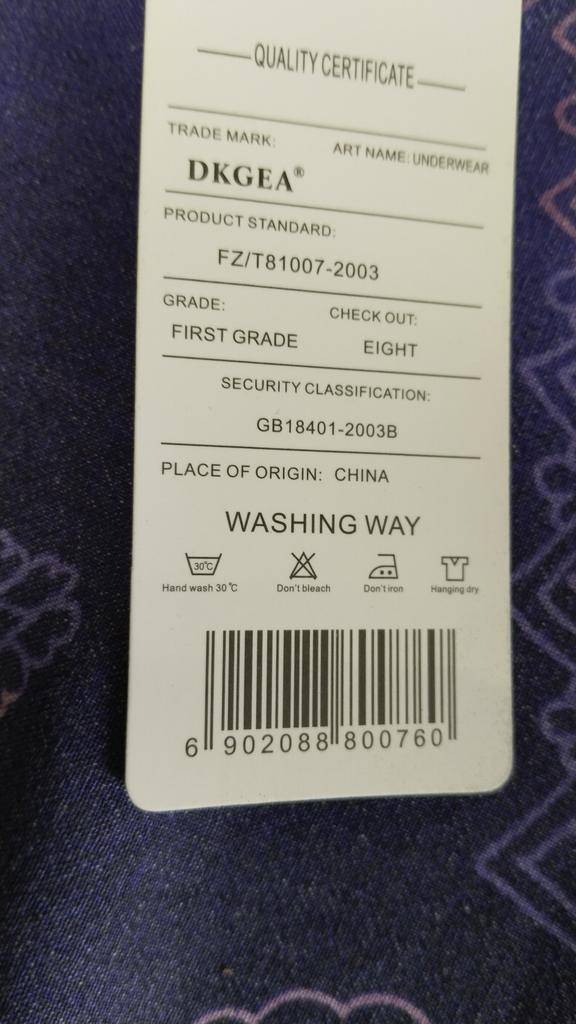 QUALITY CERTIFICATE
TRADE MARK:
ART NAME: UNDERWEAR
DKGEA®
PRODUCT STANDARD:
FZ/T81007-2003
GRADE:
CHECK OUT:
FIRST GRADE
EIGHT
SECURITY CLASSIFICATION:
GB18401-2003B
PLACE OF ORIGIN: CHINA
WASHING WAY
30°C
Hand wash 30°C
Don't bleach
Don't iron
Hanging dry
6 902088 800760